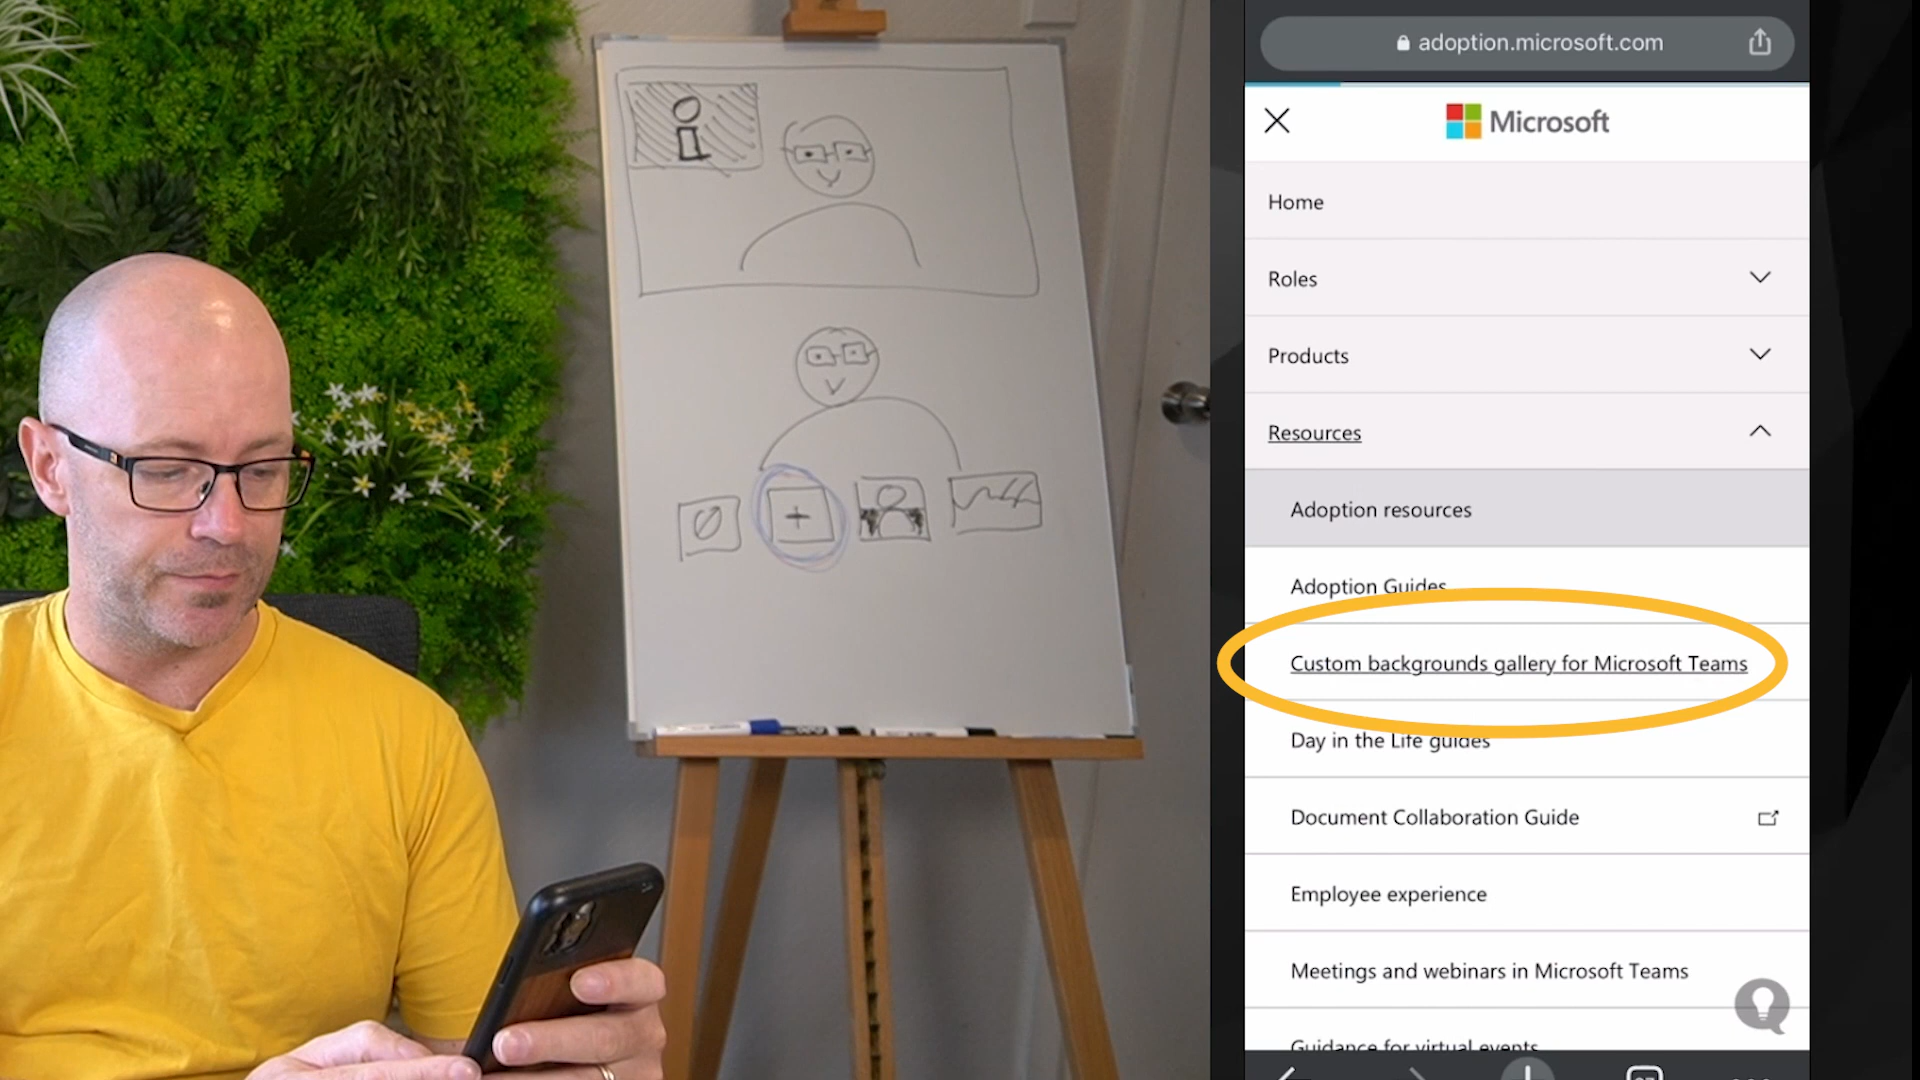 adoption.microsoft.com
Microsoft
Home
Roles
Products
Resources
Adoption resources
Adoption Guides
Custom backgrounds gallery for Microsoft Teams
Day in the Life guides
Document Collaboration Guide
Employee experience
Meetings and webinars in Microsoft Teams
Guidance for virtual events